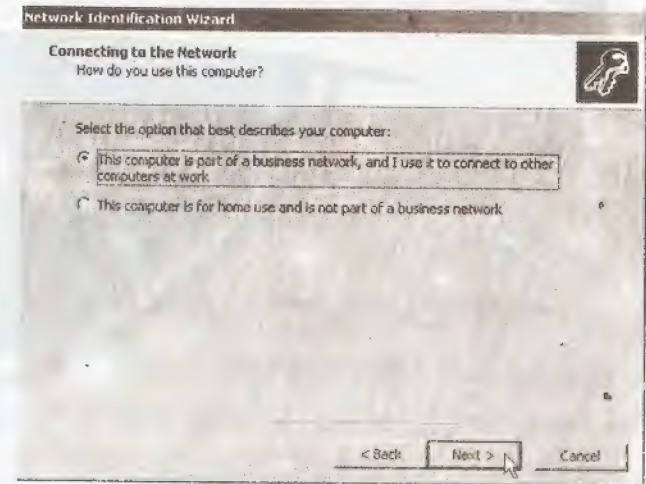 Network Identification Wizard
Connecting to the Network
How do you use this computer?
Select the option that best describes your computer:
This computer is part of a business network, and I use it to connect to other
computers at work
This computer is for home use and is not part of a business network
< Back
Next >
Cancel